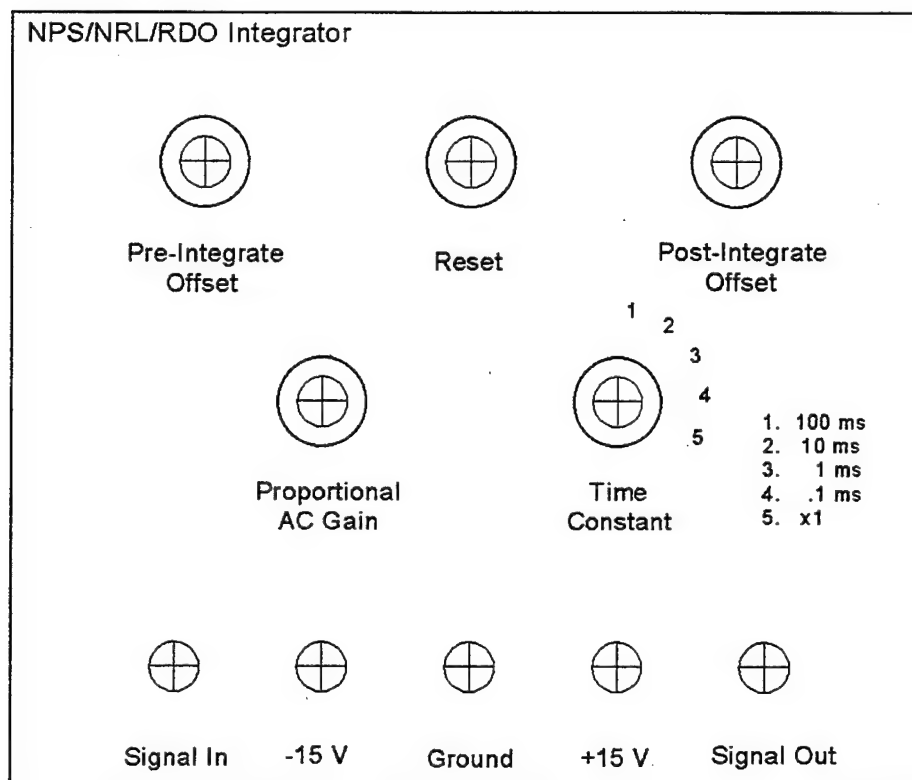 NPS/NRL/RDO Integrator
Pre-Integrate
Offset
Reset
Post-Integrate
Offset
1
2
3
4
5
1. 100 ms
2. 10 ms
3. 1 ms
4. .1 ms
5. x1
Proportional
AC Gain
Time
Constant
Signal In
-15 V
Ground
+15 V
Signal Out